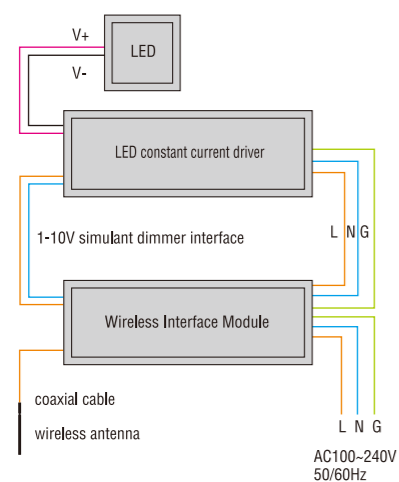 V+
LED
V-
LED constant current driver
1-10V simulant dimmer interface
L N G
Wireless Interface Module
coaxial cable
wireless antenna
L N G
AC100~240V
50/60Hz